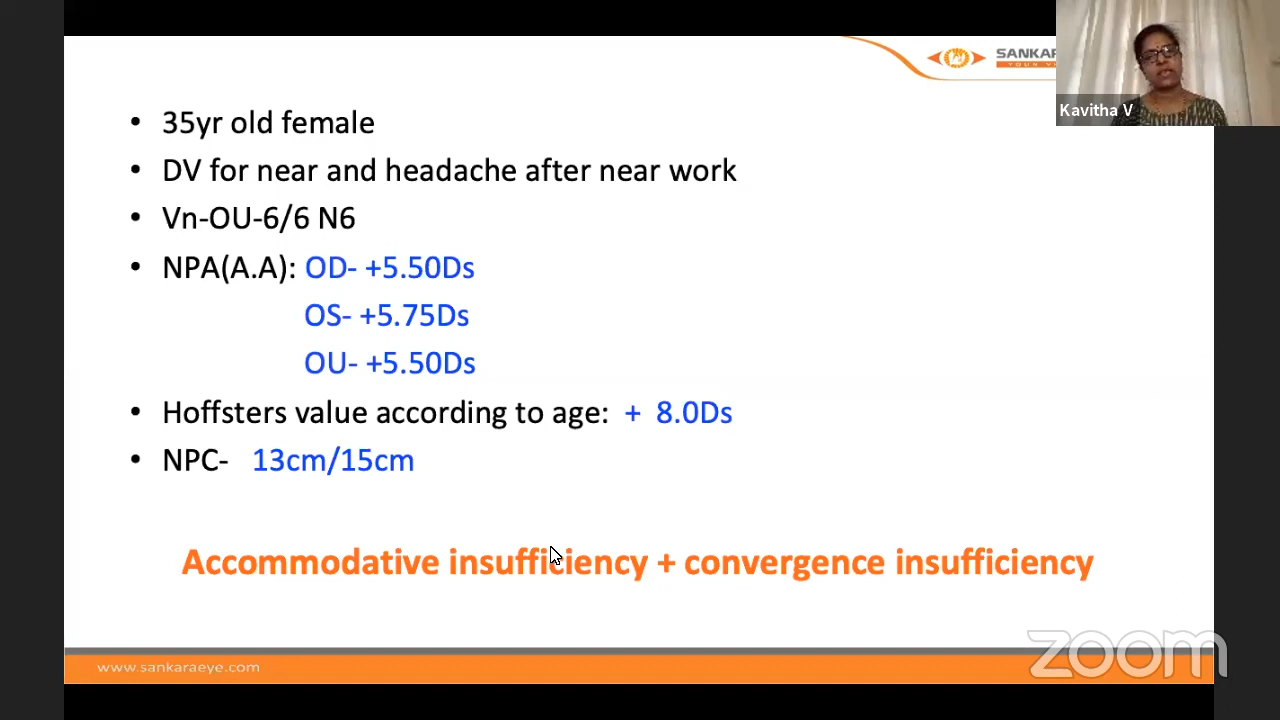 SANKARA
Kavitha V
• 35yr old female
• DV for near and headache after near work
• Vn-OU-6/6 N6
• NPA(A.A): OD- +5.50Ds
OS- +5.75Ds
OU- +5.50Ds
• Hoffsters value according to age: + 8.0Ds
• NPC- 13cm/15cm
Accommodative insufficiency + convergence insufficiency
www.sankaraeye.com
zoom